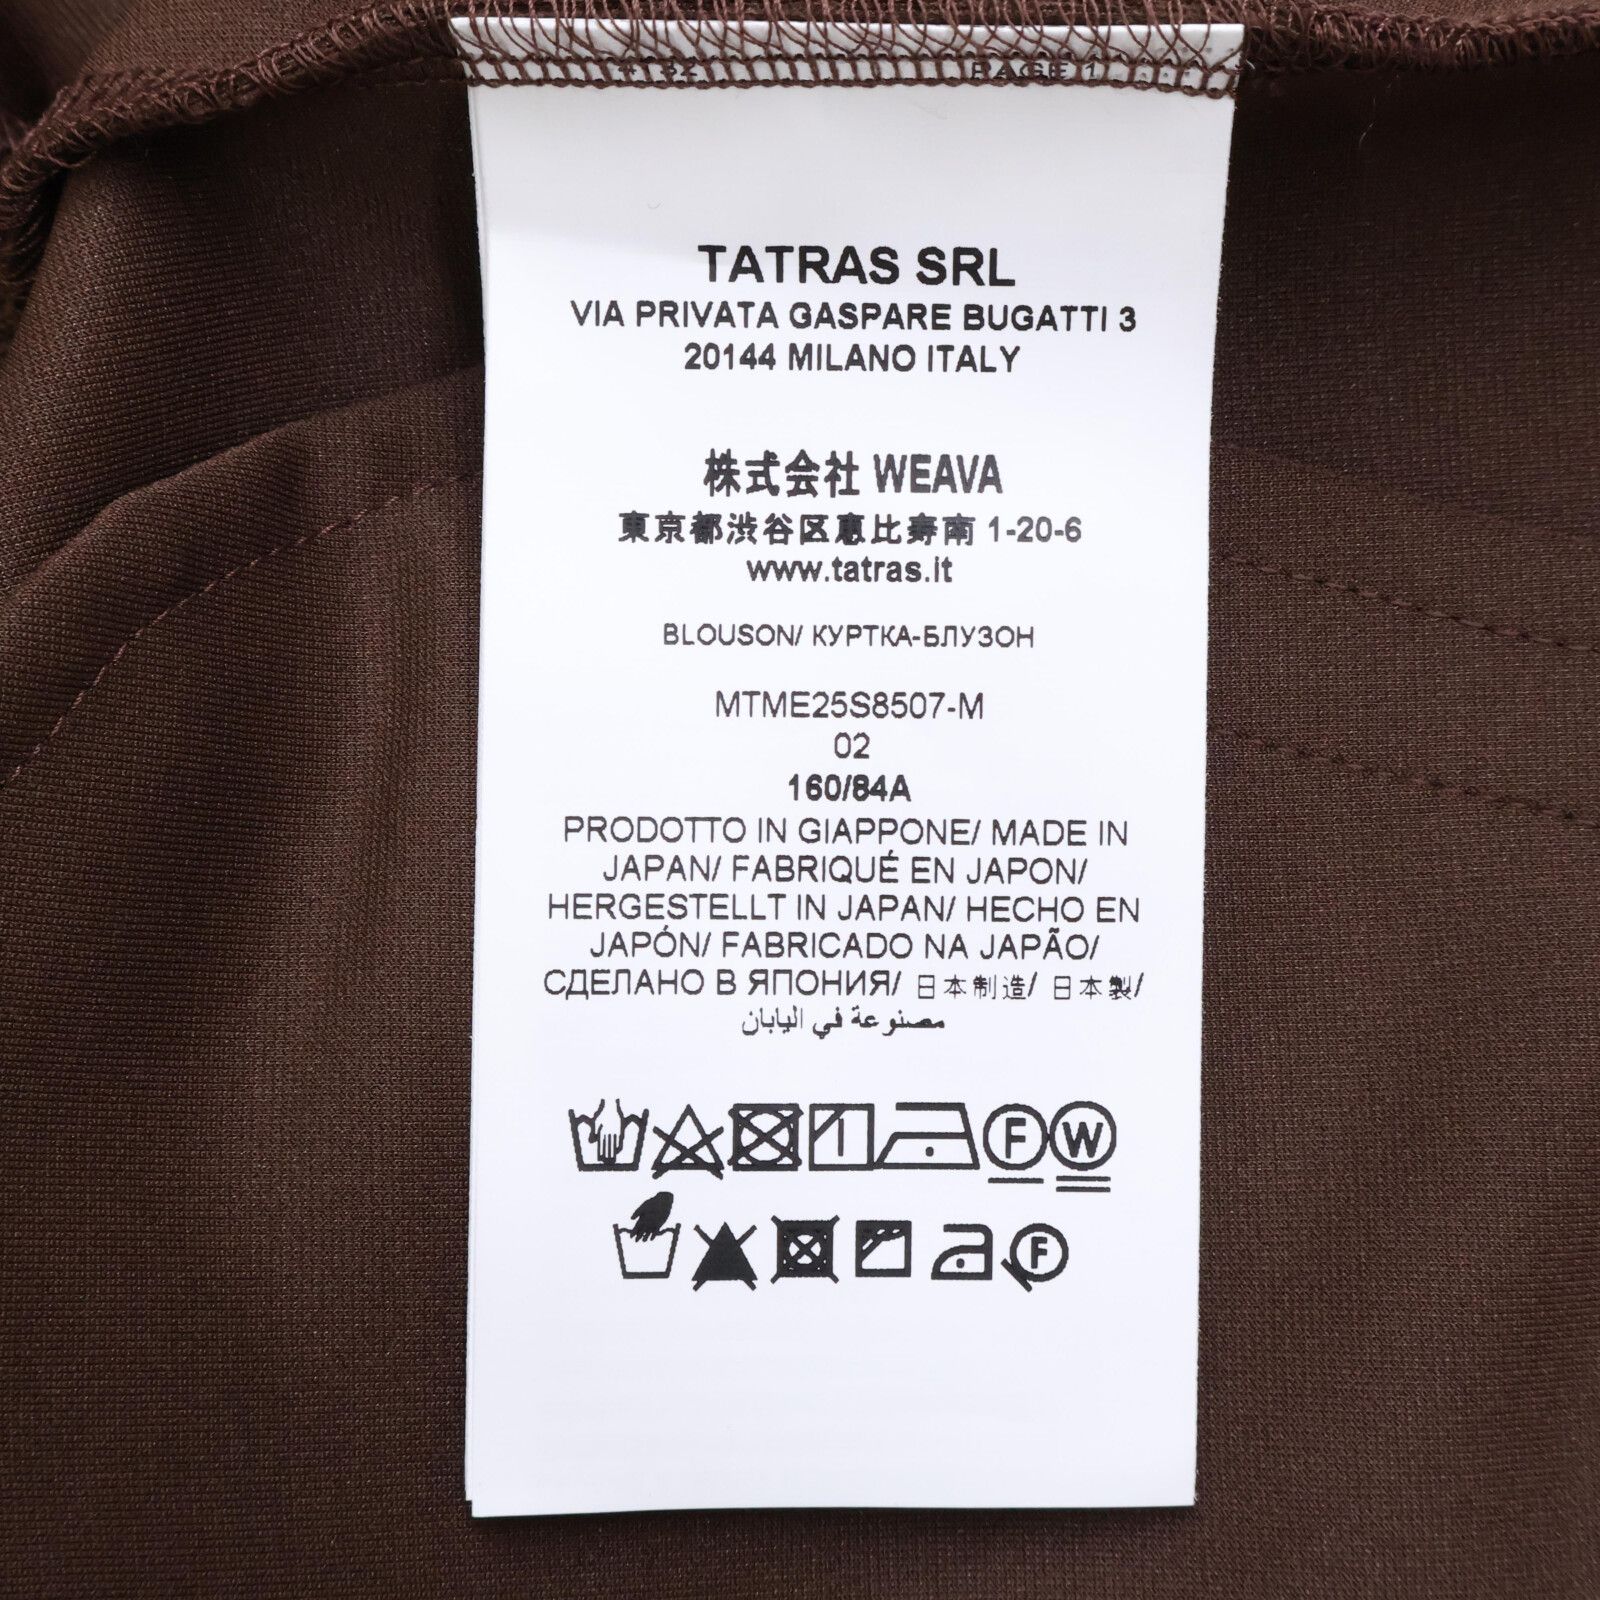 PAGE 1
TATRAS SRL
VIA PRIVATA GASPARE BUGATTI 3
20144 MILANO ITALY
株式会社 WEAVA
東京都渋谷区恵比寿南 1-20-6
www.tatras.it
BLOUSON/ КУРТКА-БЛУЗОН
MTME25S8507-M
02
160/84A
PRODOTTO IN GIAPPONE/ MADE IN
JAPAN/ FABRIQUÉ EN JAPON/
HERGESTELLT IN JAPAN/ HECHO EN
JAPÓN/ FABRICADO NA JAPÃO/
СДЕЛАНО В ЯПОНИЯ/ 日本制造/ 日本製/
مصنوعة في اليابان
F W
F